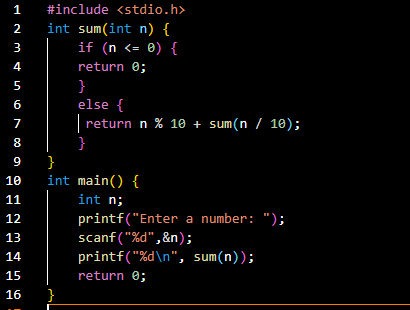 1 #include <stdio.h>
2 int sum(int n) {
3     if (n <= 0) {
4     return 0;
5     }
6     else {
7      return n % 10 + sum(n / 10);
8     }
9 }
10 int main() {
11     int n;
12     printf("Enter a number: ");
13     scanf("%d",&n);
14     printf("%d\n", sum(n));
15     return 0;
16 }